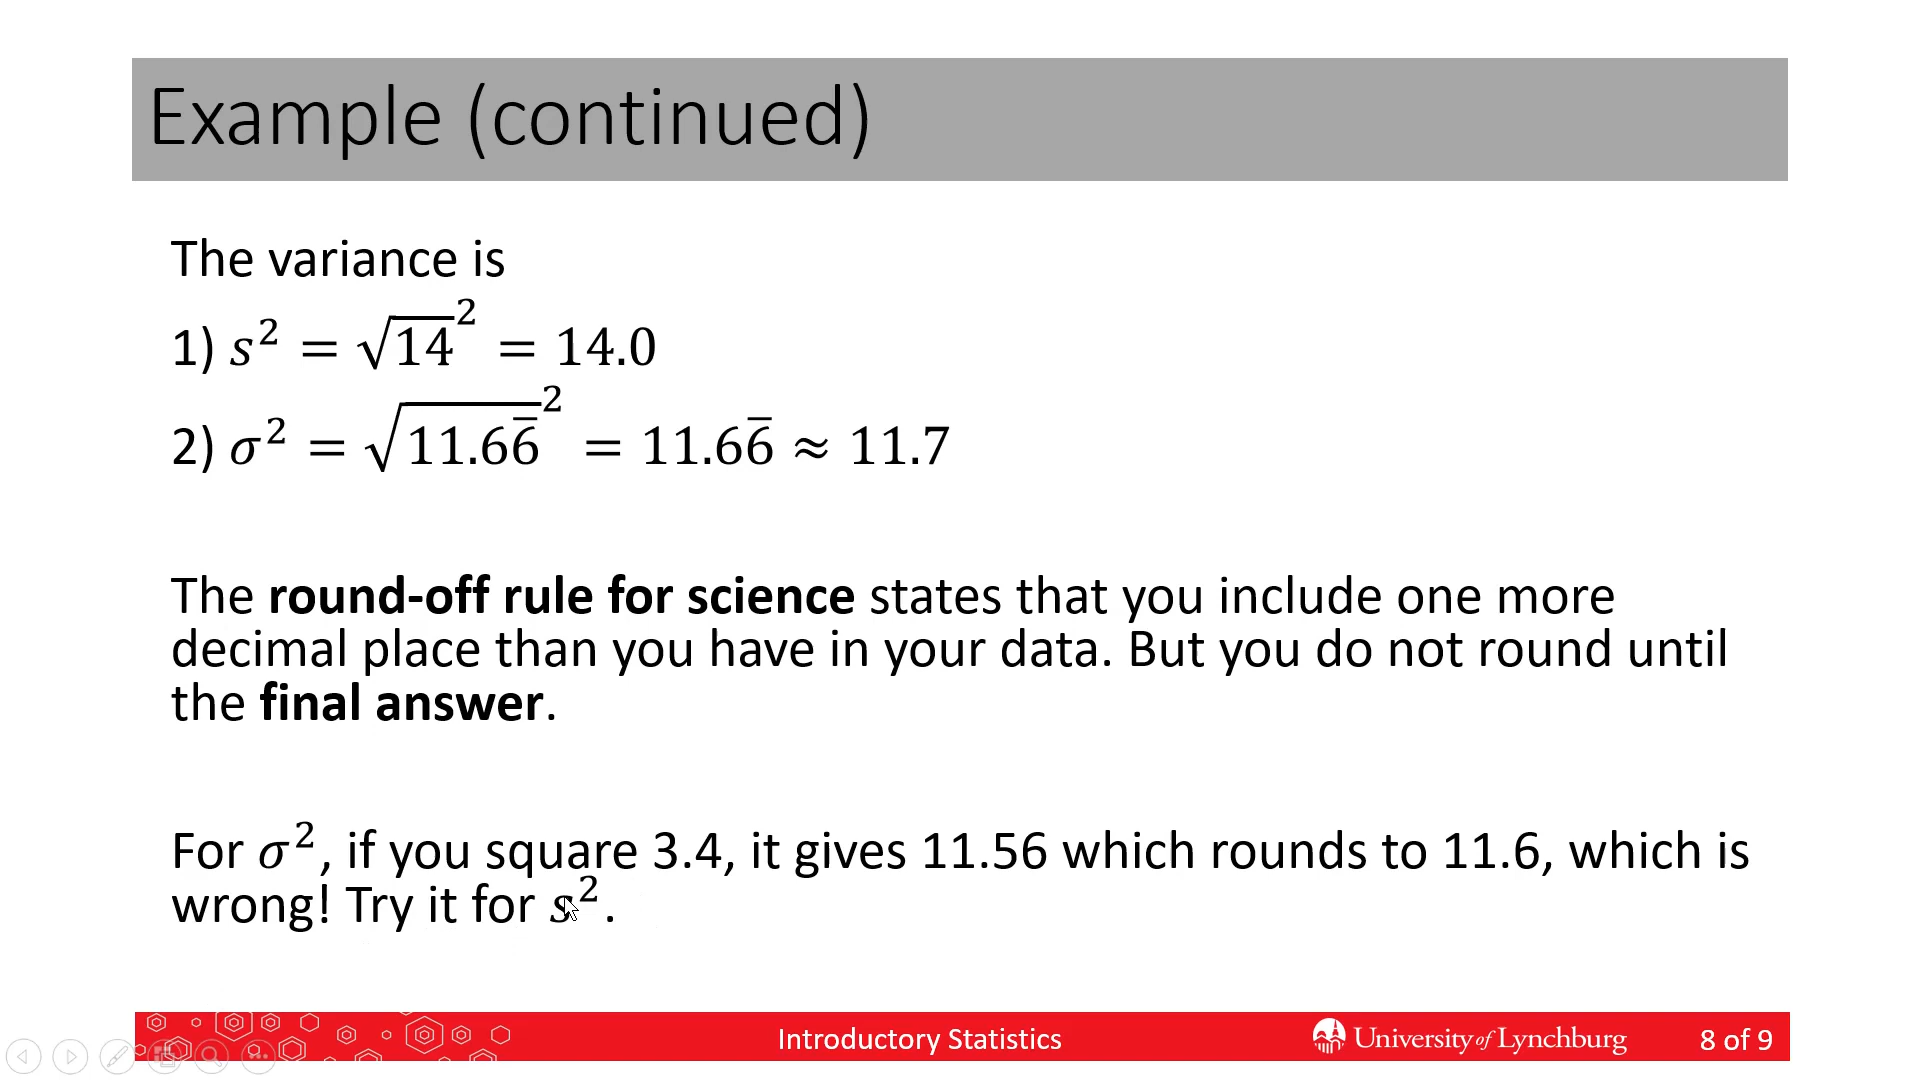 Example (continued)
The variance is
1) s² = √14² = 14.0
2) σ² = √11.66̅² = 11.66̅ ≈ 11.7
The round-off rule for science states that you include one more
decimal place than you have in your data. But you do not round until
the final answer.
For σ², if you square 3.4, it gives 11.56 which rounds to 11.6, which is
wrong! Try it for s².
Introductory Statistics
University of Lynchburg
8 of 9